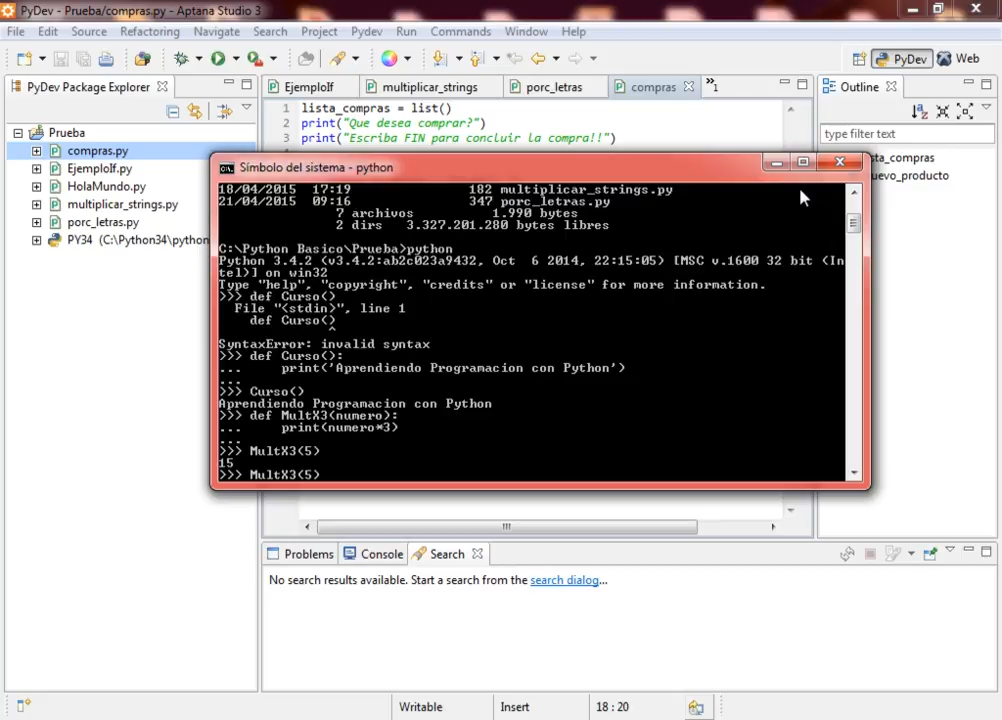 PyDev - Prueba/compras.py - Aptana Studio 3
File Edit Source Refactoring Navigate Search Project Pydev Run Commands Window Help
PyDev Web
PyDev Package Explorer
EjemploIf multiplicar_strings porc_letras compras »1
Outline
Prueba
compras.py
EjemploIf.py
HolaMundo.py
multiplicar_strings.py
porc_letras.py
PY34 (C:\Python34\python
1 lista_compras = list()
2 print("Que desea comprar?")
3 print("Escriba FIN para concluir la compra!!")
type filter text
sta_compras
uevo_producto
Símbolo del sistema - python
18/04/2015 17:19 182 multiplicar_strings.py
21/04/2015 09:16 347 porc_letras.py
7 archivos 1.990 bytes
2 dirs 3.327.201.280 bytes libres
C:\Python Basico\Prueba>python
Python 3.4.2 (v3.4.2:ab2c023a9432, Oct 6 2014, 22:15:05) [MSC v.1600 32 bit (In
tel)] on win32
Type "help", "copyright", "credits" or "license" for more information.
>>> def Curso()
File "<stdin>", line 1
def Curso()
^
SyntaxError: invalid syntax
>>> def Curso():
... print('Aprendiendo Programacion con Python')
...
>>> Curso()
Aprendiendo Programacion con Python
>>> def MultX3(numero):
... print(numero*3)
...
>>> MultX3(5)
15
>>> MultX3(5)
Problems Console Search
No search results available. Start a search from the search dialog...
Writable Insert 18 : 20